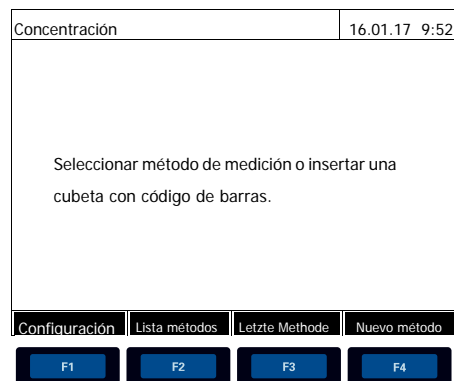 Concentración 16.01.17 9:52
Seleccionar método de medición o insertar una
cubeta con código de barras.
Configuración Lista métodos Letzte Methode Nuevo método
F1 F2 F3 F4